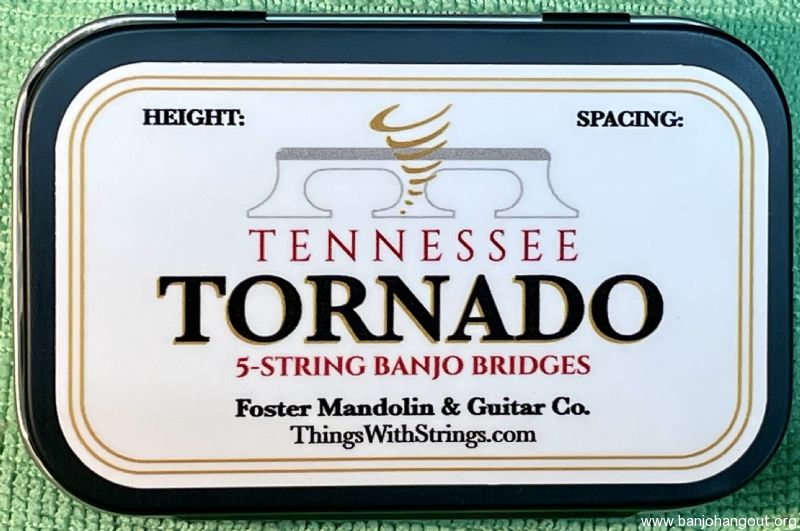 HEIGHT: SPACING:
TENNESSEE
TORNADO
5-STRING BANJO BRIDGES
Foster Mandolin & Guitar Co.
ThingsWithStrings.com
www.banjohangout.org